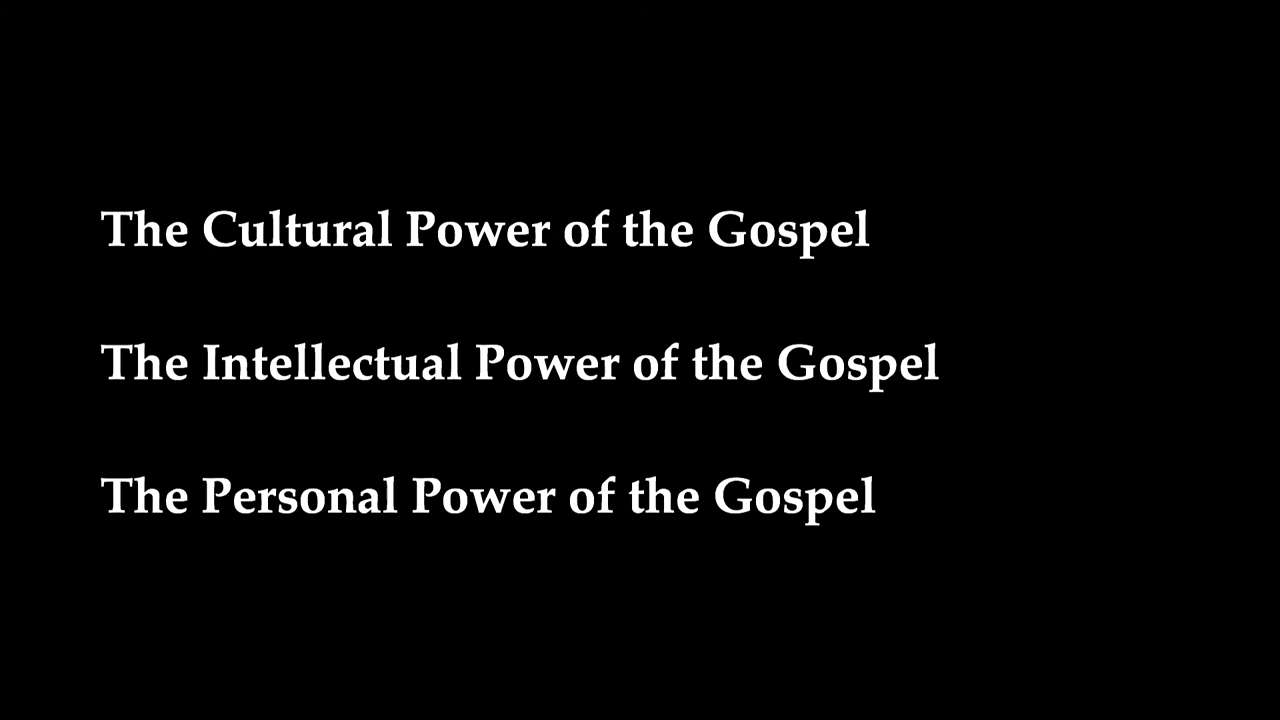 The Cultural Power of the Gospel
The Intellectual Power of the Gospel
The Personal Power of the Gospel